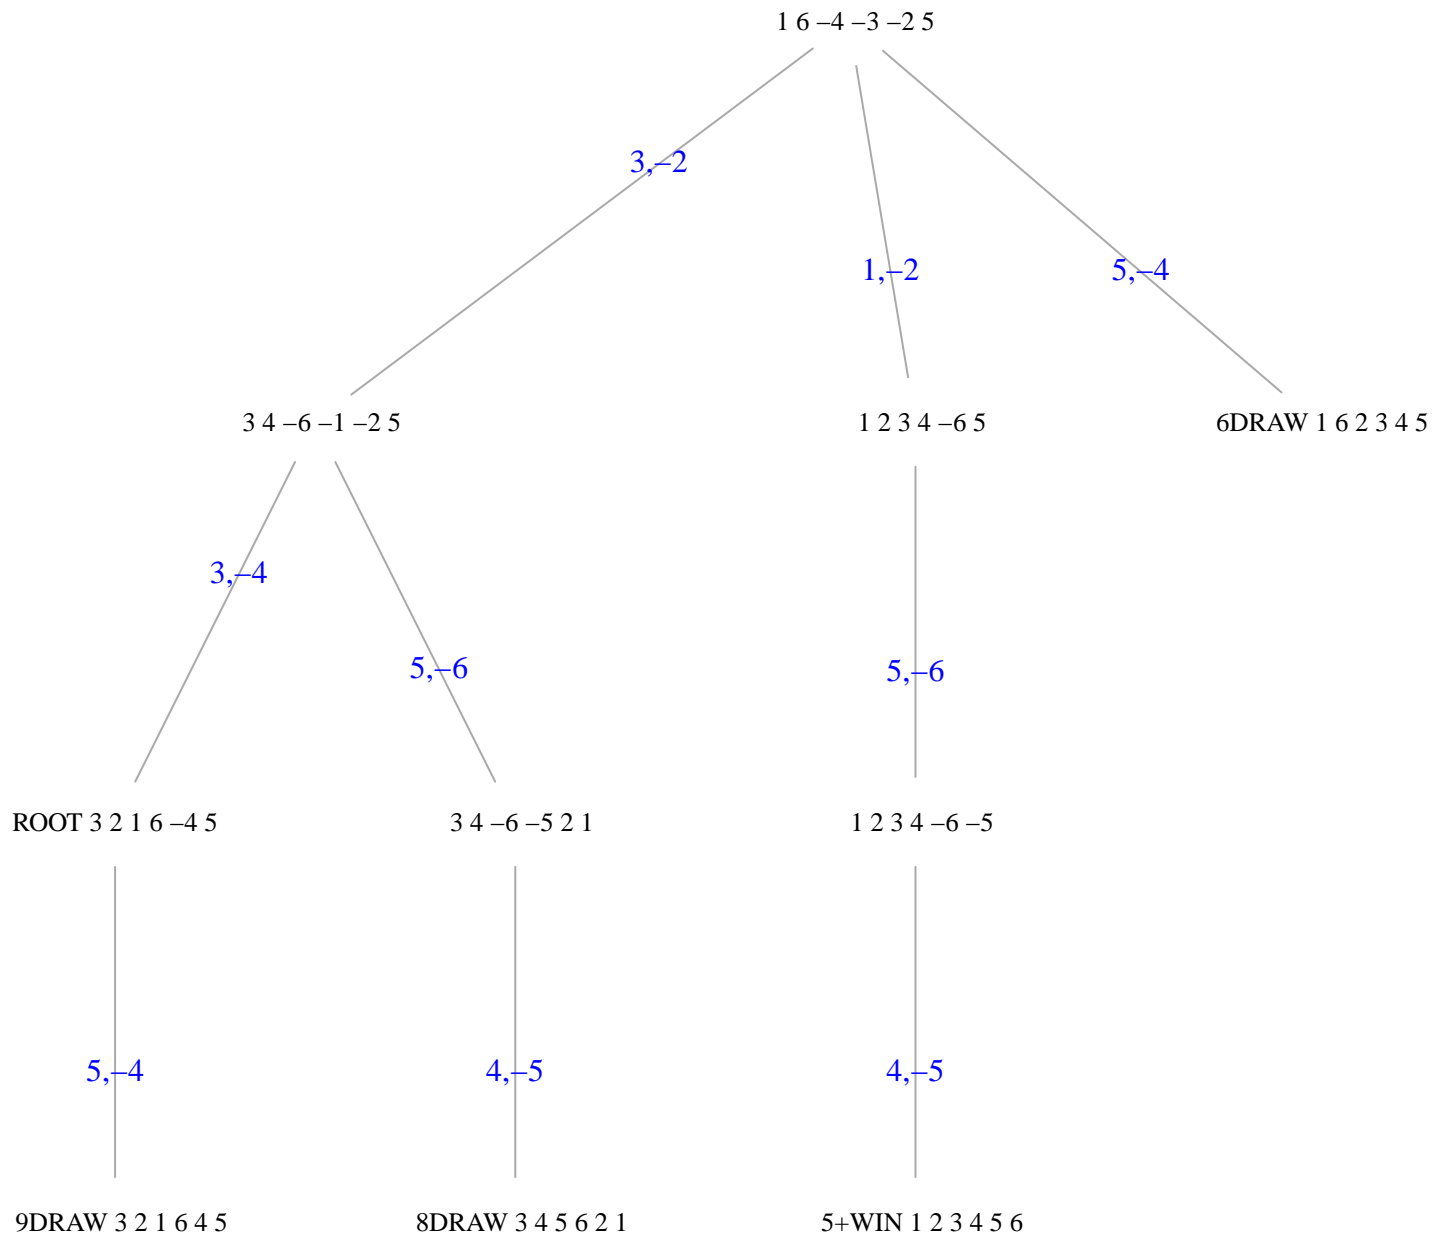 1 6 –4 –3 –2 5
3,–2
1,–2
5,–4
3 4 –6 –1 –2 5
1 2 3 4 –6 5
6DRAW 1 6 2 3 4 5
3,–4
5,–6
5,–6
ROOT 3 2 1 6 –4 5
3 4 –6 –5 2 1
1 2 3 4 –6 –5
5,–4
4,–5
4,–5
9DRAW 3 2 1 6 4 5
8DRAW 3 4 5 6 2 1
5+WIN 1 2 3 4 5 6